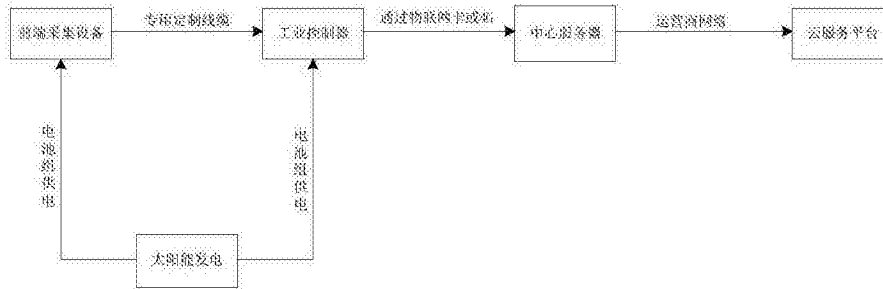 前端采集设备
专用定制线缆
工业控制器
通过物联网卡或
中心服务器
运营商网络
云服务平台
电池组供电
电池组供电
太阳能发电